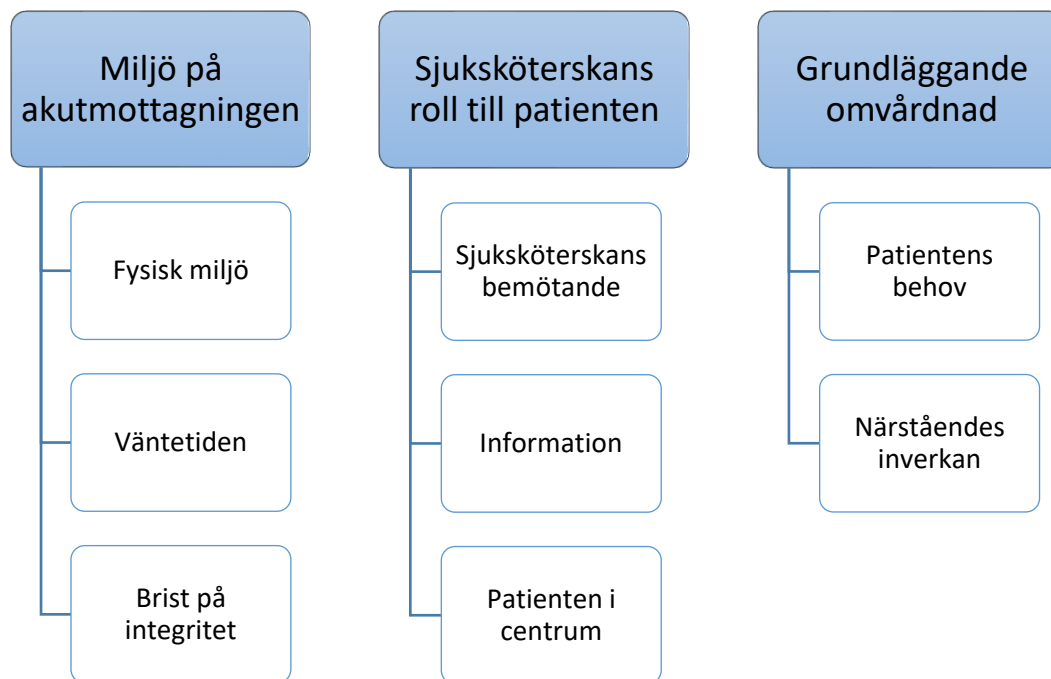 Miljö på
akutmottagningen
Fysisk miljö
Väntetiden
Brist på
integritet
Sjuksköterskans
roll till patienten
Sjuksköterskans
bemötande
Information
Patienten i
centrum
Grundläggande
omvårdnad
Patientens
behov
Närståendes
inverkan